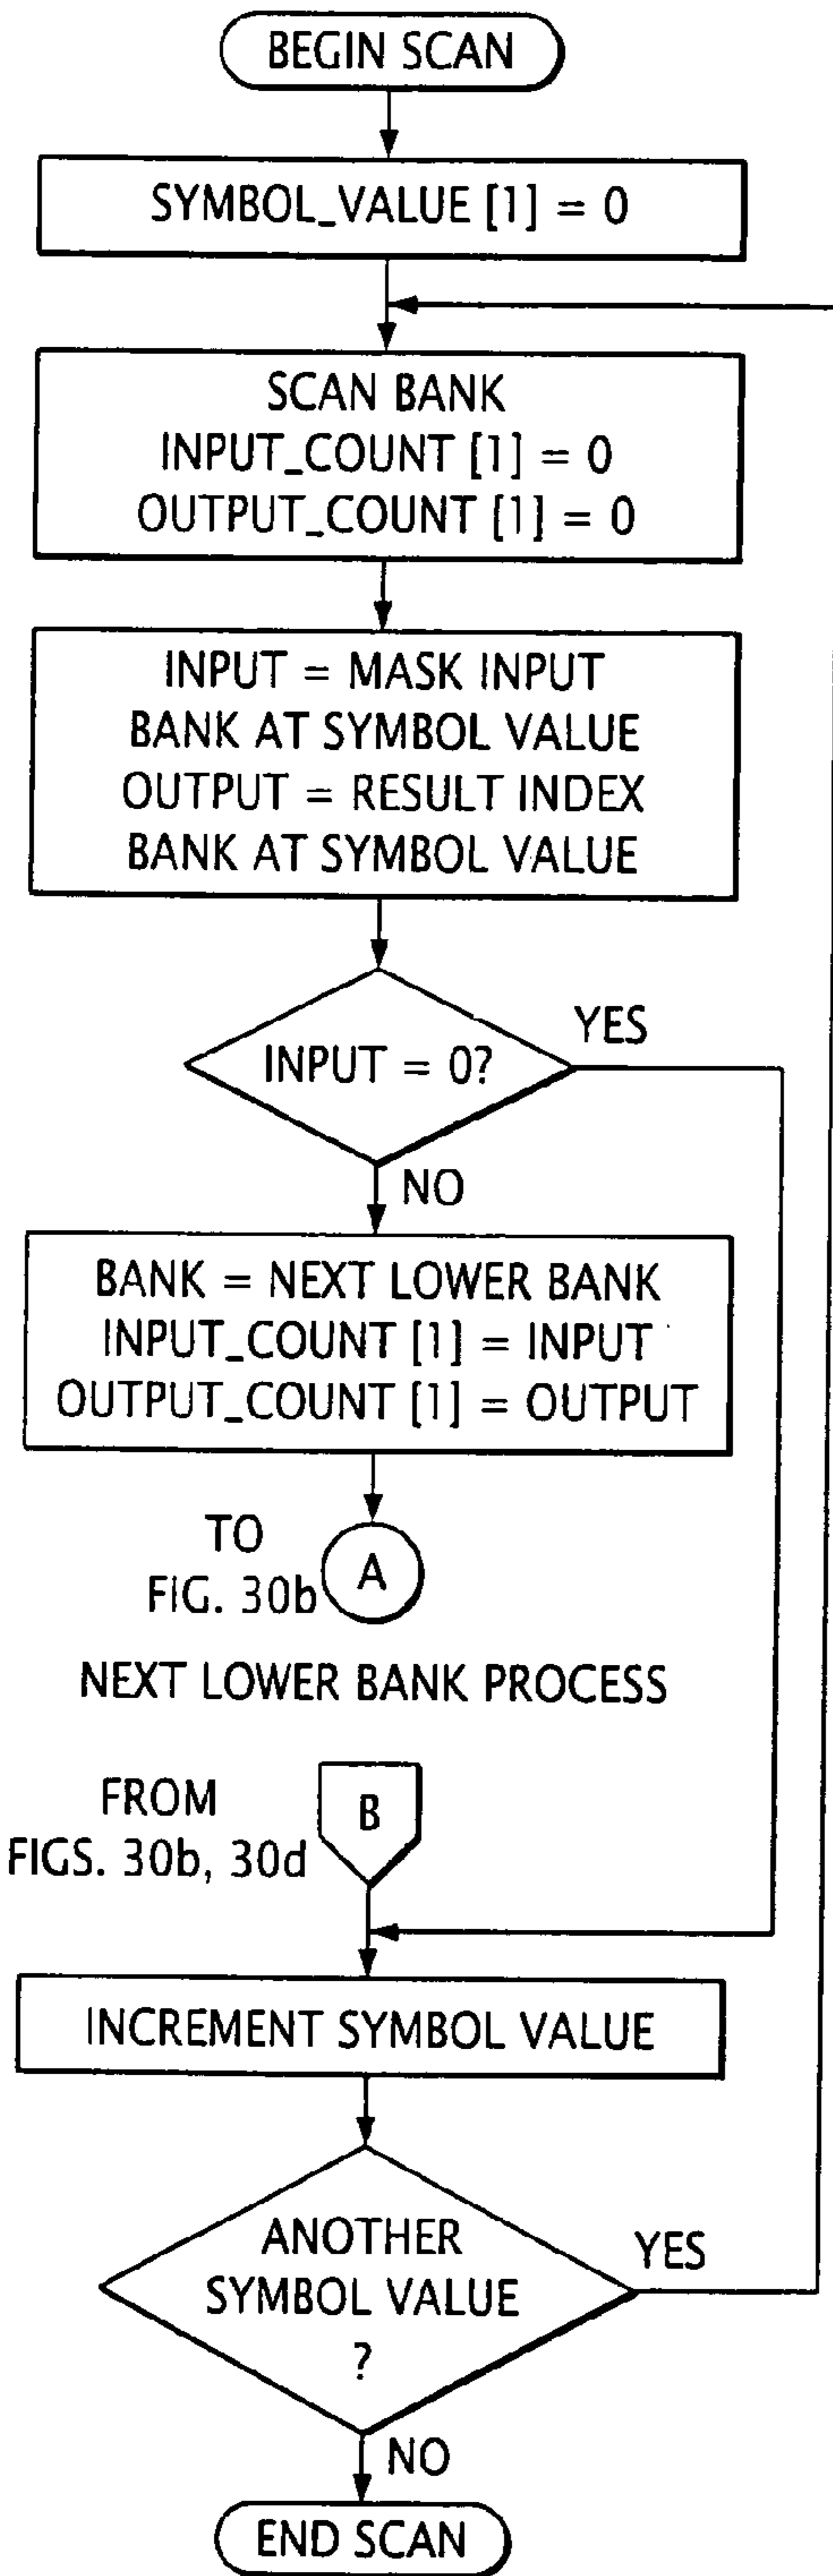 BEGIN SCAN
SYMBOL_VALUE [1] = 0
SCAN BANK
INPUT_COUNT [1] = 0
OUTPUT_COUNT [1] = 0
INPUT = MASK INPUT
BANK AT SYMBOL VALUE
OUTPUT = RESULT INDEX
BANK AT SYMBOL VALUE
INPUT = 0?
YES
NO
BANK = NEXT LOWER BANK
INPUT_COUNT [1] = INPUT
OUTPUT_COUNT [1] = OUTPUT
TO
FIG. 30b
A
NEXT LOWER BANK PROCESS
FROM
FIGS. 30b, 30d
B
INCREMENT SYMBOL VALUE
ANOTHER
SYMBOL VALUE
?
YES
NO
END SCAN